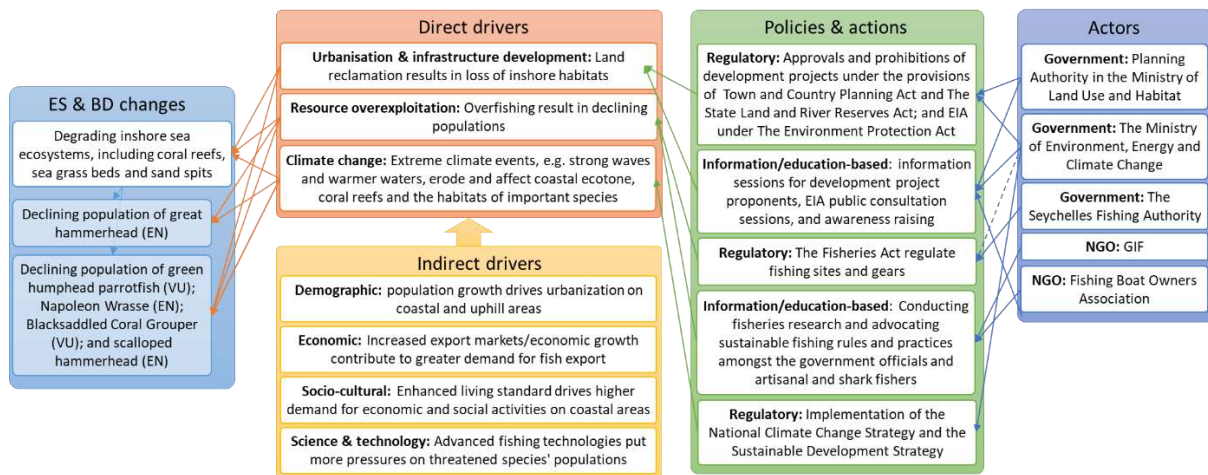 ES & BD changes
Degrading inshore sea
ecosystems, including coral reefs,
sea grass beds and sand spits
Declining population of great
hammerhead (EN)
Declining population of green
humphead parrotfish (VU);
Napoleon Wrasse (EN);
Blacksaddled Coral Grouper
(VU); and scalloped
hammerhead (EN)
Direct drivers
Urbanisation & infrastructure development: Land
reclamation results in loss of inshore habitats
Resource overexploitation: Overfishing result in declining
populations
Climate change: Extreme climate events, e.g. strong waves
and warmer waters, erode and affect coastal ecotone,
coral reefs and the habitats of important species
Indirect drivers
Demographic: population growth drives urbanization on
coastal and uphill areas
Economic: Increased export markets/economic growth
contribute to greater demand for fish export
Socio-cultural: Enhanced living standard drives higher
demand for economic and social activities on coastal areas
Science & technology: Advanced fishing technologies put
more pressures on threatened species' populations
Policies & actions
Regulatory: Approvals and prohibitions of
development projects under the provisions
of Town and Country Planning Act and The
State Land and River Reserves Act; and EIA
under The Environment Protection Act
Information/education-based: information
sessions for development project
proponents, EIA public consultation
sessions, and awareness raising
Regulatory: The Fisheries Act regulate
fishing sites and gears
Information/education-based: Conducting
fisheries research and advocating
sustainable fishing rules and practices
amongst the government officials and
artisanal and shark fishers
Regulatory: Implementation of the
National Climate Change Strategy and the
Sustainable Development Strategy
Actors
Government: Planning
Authority in the Ministry of
Land Use and Habitat
Government: The Ministry
of Environment, Energy and
Climate Change
Government: The
Seychelles Fishing Authority
NGO: GIF
NGO: Fishing Boat Owners
Association